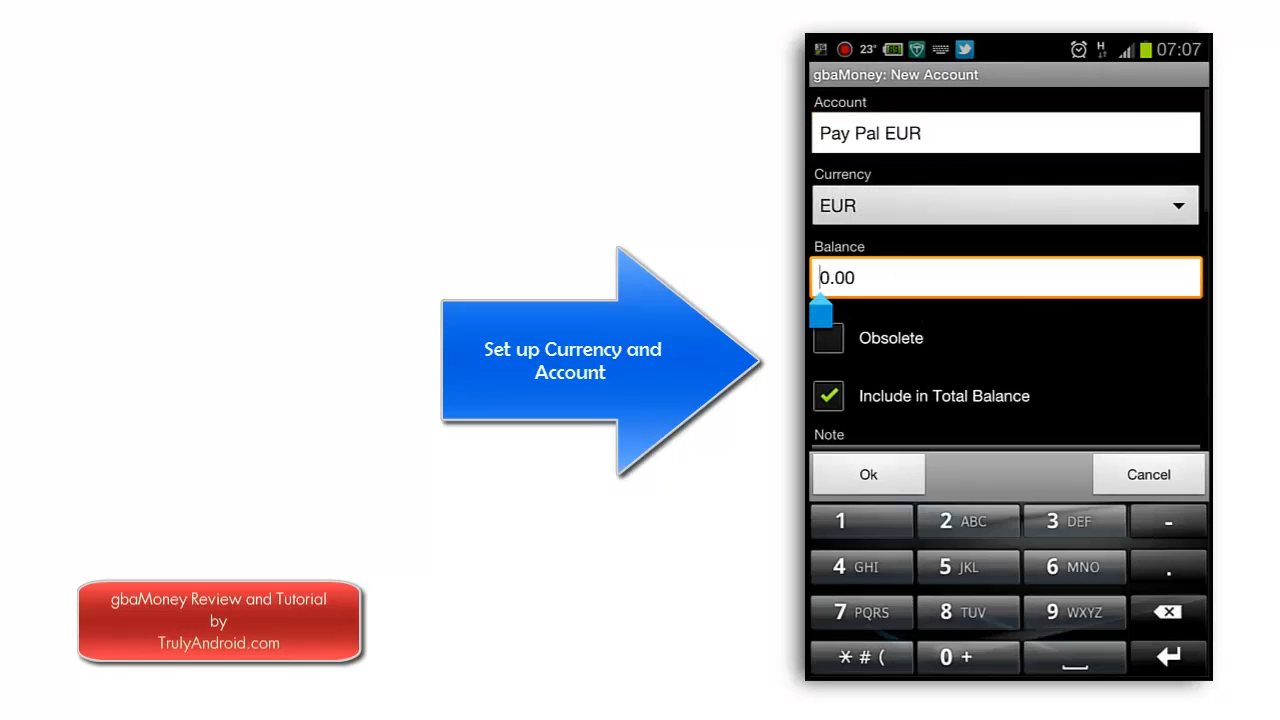 23°
H
07:07
gbaMoney: New Account
Account
Pay Pal EUR
Currency
EUR
Balance
0.00
Obsolete
Include in Total Balance
Note
Ok
Cancel
1
2 ABC
3 DEF
-
4 GHI
5 JKL
6 MNO
.
7 PQRS
8 TUV
9 WXYZ
* # (
0 +
Set up Currency and
Account
gbaMoney Review and Tutorial
by
TrulyAndroid.com